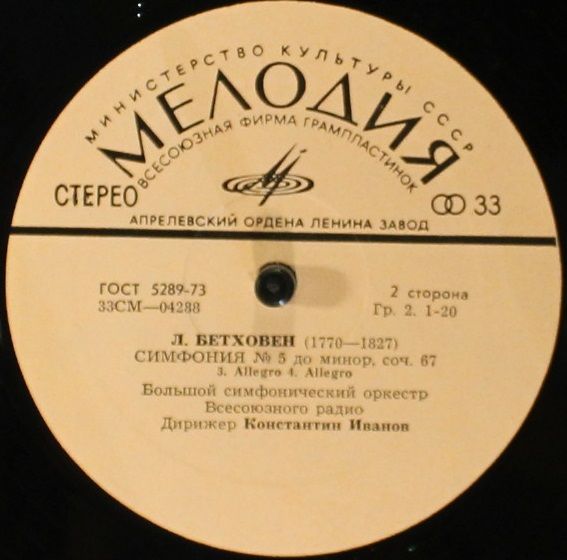 МИНИСТЕРСТВО КУЛЬТУРЫ СССР
МЕЛОДИЯ
ВСЕСОЮЗНАЯ ФИРМА ГРАМПЛАСТИНОК
СТЕРЕО
33
АПРЕЛЕВСКИЙ ОРДЕНА ЛЕНИНА ЗАВОД
ГОСТ 5289-73
2 сторона
33СМ—04288
Гр. 2. 1-20
Л. БЕТХОВЕН (1770—1827)
СИМФОНИЯ № 5 до минор, соч. 67
3. Allegro 4. Allegro
Большой симфонический оркестр
Всесоюзного радио
Дирижер Константин Иванов